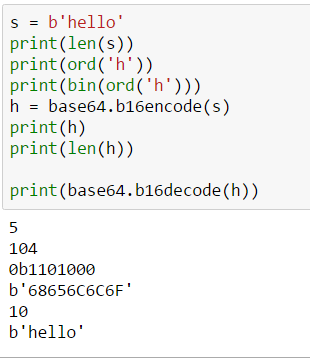 s = b'hello'
print(len(s))
print(ord('h'))
print(bin(ord('h')))
h = base64.b16encode(s)
print(h)
print(len(h))
print(base64.b16decode(h))
5
104
0b1101000
b'68656C6C6F'
10
b'hello'